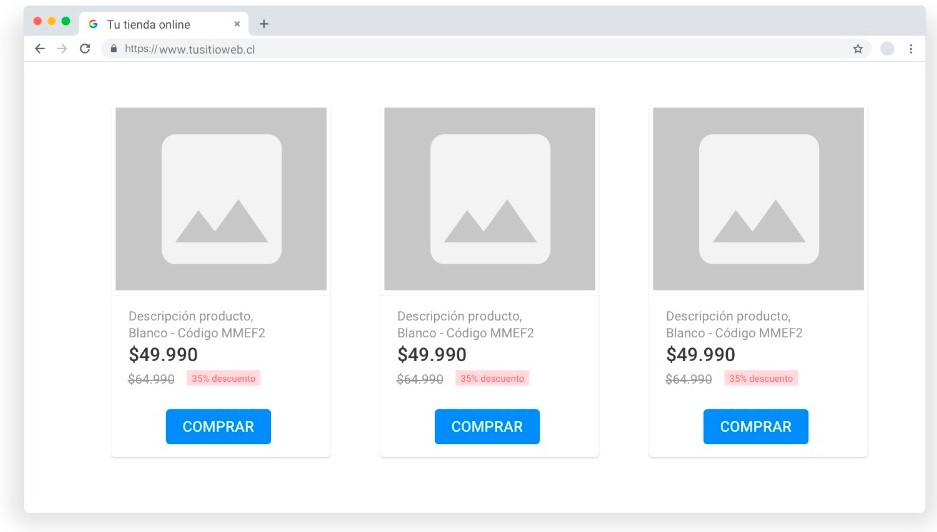 Tu tienda online
https://www.tusitioweb.cl
Descripción producto,
Blanco - Código MMEF2
$49.990
$64.990 35% descuento
COMPRAR
Descripción producto,
Blanco - Código MMEF2
$49.990
$64.990 35% descuento
COMPRAR
Descripción producto,
Blanco - Código MMEF2
$49.990
$64.990 35% descuento
COMPRAR